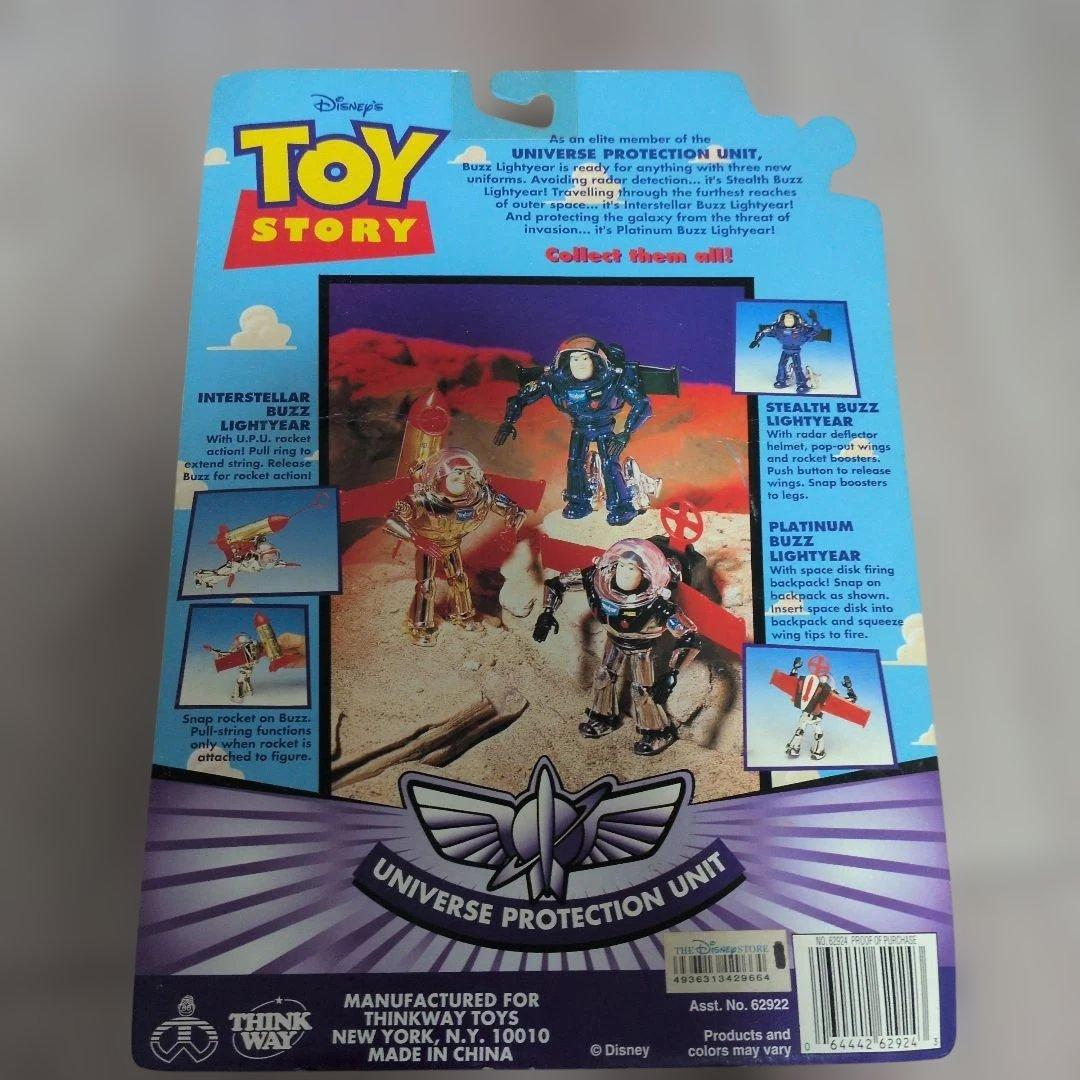 Disney's
TOY
STORY
As an elite member of the
UNIVERSE PROTECTION UNIT,
Buzz Lightyear is ready for anything with three new
uniforms. Avoiding radar detection... it's Stealth Buzz
Lightyear! Travelling through the furthest reaches
of outer space... it's Interstellar Buzz Lightyear!
And protecting the galaxy from the threat of
invasion... it's Platinum Buzz Lightyear!
Collect them all!
INTERSTELLAR
BUZZ
LIGHTYEAR
With U.P.U. rocket
action! Pull ring to
extend string. Release
Buzz for rocket action!
Snap rocket on Buzz.
Pull-string functions
only when rocket is
attached to figure.
STEALTH BUZZ
LIGHTYEAR
With radar deflector
helmet, pop-out wings
and rocket boosters.
Push button to release
wings. Snap boosters
to legs.
PLATINUM
BUZZ
LIGHTYEAR
With space disk firing
backpack! Snap on
backpack as shown.
Insert space disk into
backpack and squeeze
wing tips to fire.
UNIVERSE PROTECTION UNIT
THINK
WAY
MANUFACTURED FOR
THINKWAY TOYS
NEW YORK, N.Y. 10010
MADE IN CHINA
© Disney
THE DISNEY STORE
4936313429664
Asst. No. 62922
Products and
colors may vary
NO. 62924 PROOF OF PURCHASE
0 64442 62924 3